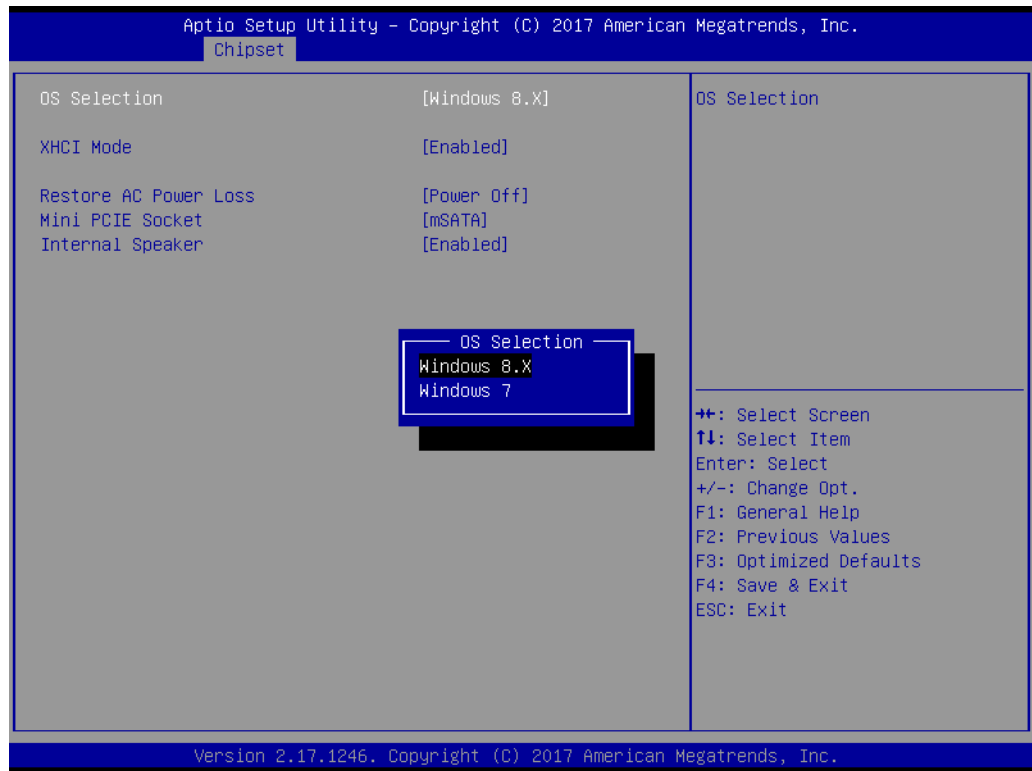 Aptio Setup Utility – Copyright (C) 2017 American Megatrends, Inc.
Chipset
OS Selection [Windows 8.X]
XHCI Mode [Enabled]
Restore AC Power Loss [Power Off]
Mini PCIE Socket [mSATA]
Internal Speaker [Enabled]
OS Selection
Windows 8.X
Windows 7
OS Selection
→←: Select Screen
↑↓: Select Item
Enter: Select
+/-: Change Opt.
F1: General Help
F2: Previous Values
F3: Optimized Defaults
F4: Save & Exit
ESC: Exit
Version 2.17.1246. Copyright (C) 2017 American Megatrends, Inc.